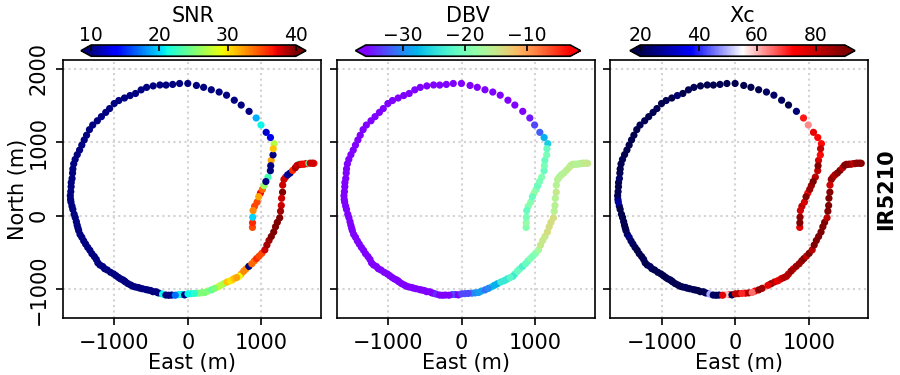 SNR DBV Xc
10 20 30 40 −30 −20 −10 20 40 60 80
2000
1000
0
−1000
North (m)
IR5210
−1000 0 1000 −1000 0 1000 −1000 0 1000
East (m) East (m) East (m)